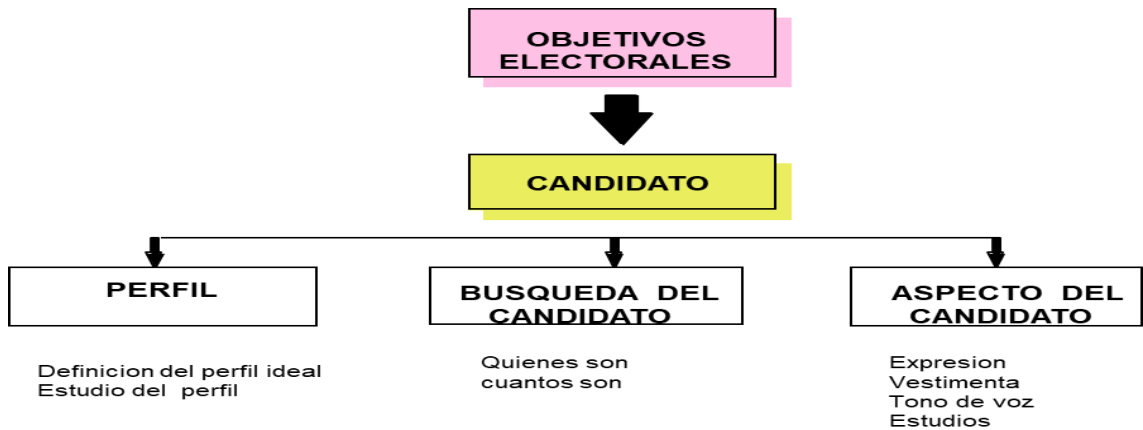 OBJETIVOS
ELECTORALES
CANDIDATO
PERFIL
Definicion del perfil ideal
Estudio del perfil
BUSQUEDA DEL
CANDIDATO
Quienes son
cuantos son
ASPECTO DEL
CANDIDATO
Expresion
Vestimenta
Tono de voz
Estudios